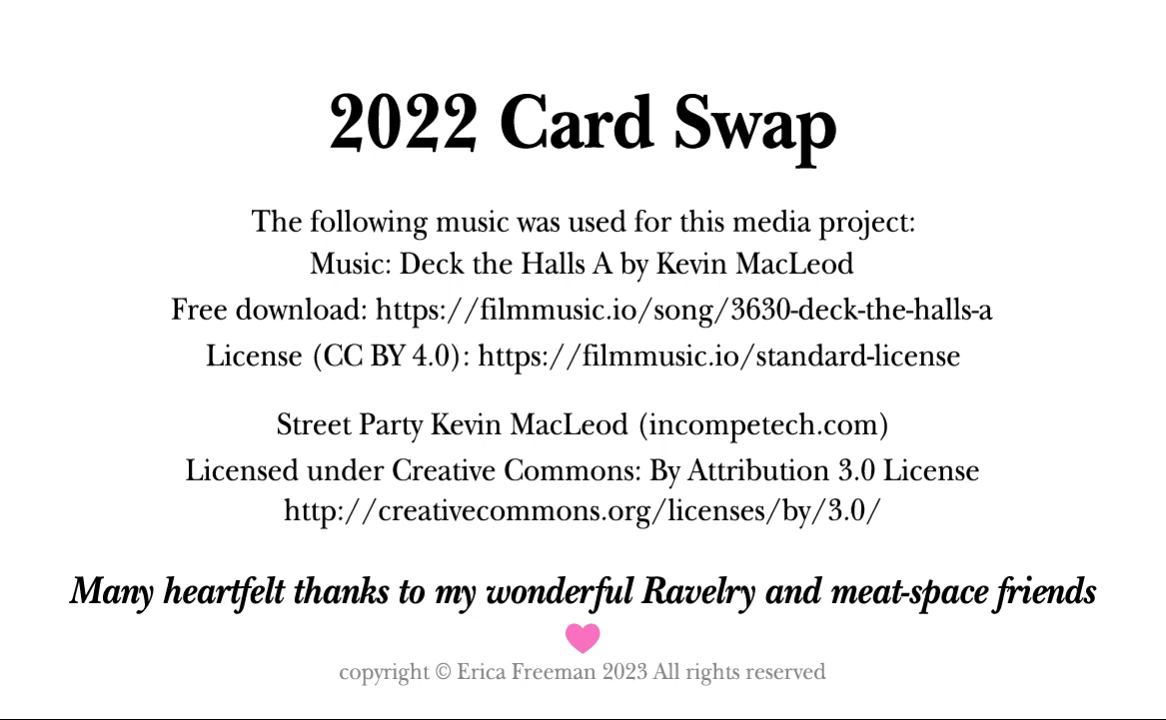 2022 Card Swap
The following music was used for this media project:
Music: Deck the Halls A by Kevin MacLeod
Free download: https://filmmusic.io/song/3630-deck-the-halls-a
License (CC BY 4.0): https://filmmusic.io/standard-license
Street Party Kevin MacLeod (incompetech.com)
Licensed under Creative Commons: By Attribution 3.0 License
http://creativecommons.org/licenses/by/3.0/
Many heartfelt thanks to my wonderful Ravelry and meat-space friends
copyright © Erica Freeman 2023 All rights reserved